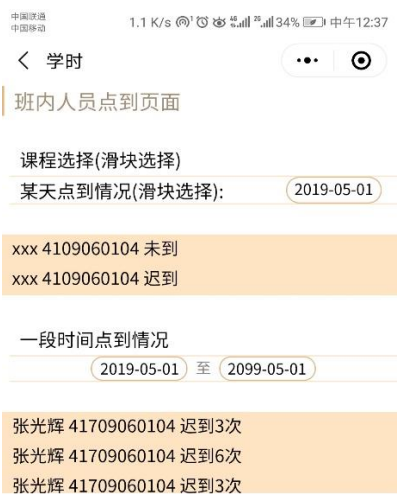 中国联通
中国移动
1.1 K/s 46 26 34% 中午12:37
学时
班内人员点到页面
课程选择(滑块选择)
某天点到情况(滑块选择):
2019-05-01
xxx 4109060104 未到
xxx 4109060104 迟到
一段时间点到情况
2019-05-01 至 2099-05-01
张光辉 41709060104 迟到3次
张光辉 41709060104 迟到6次
张光辉 41709060104 迟到3次